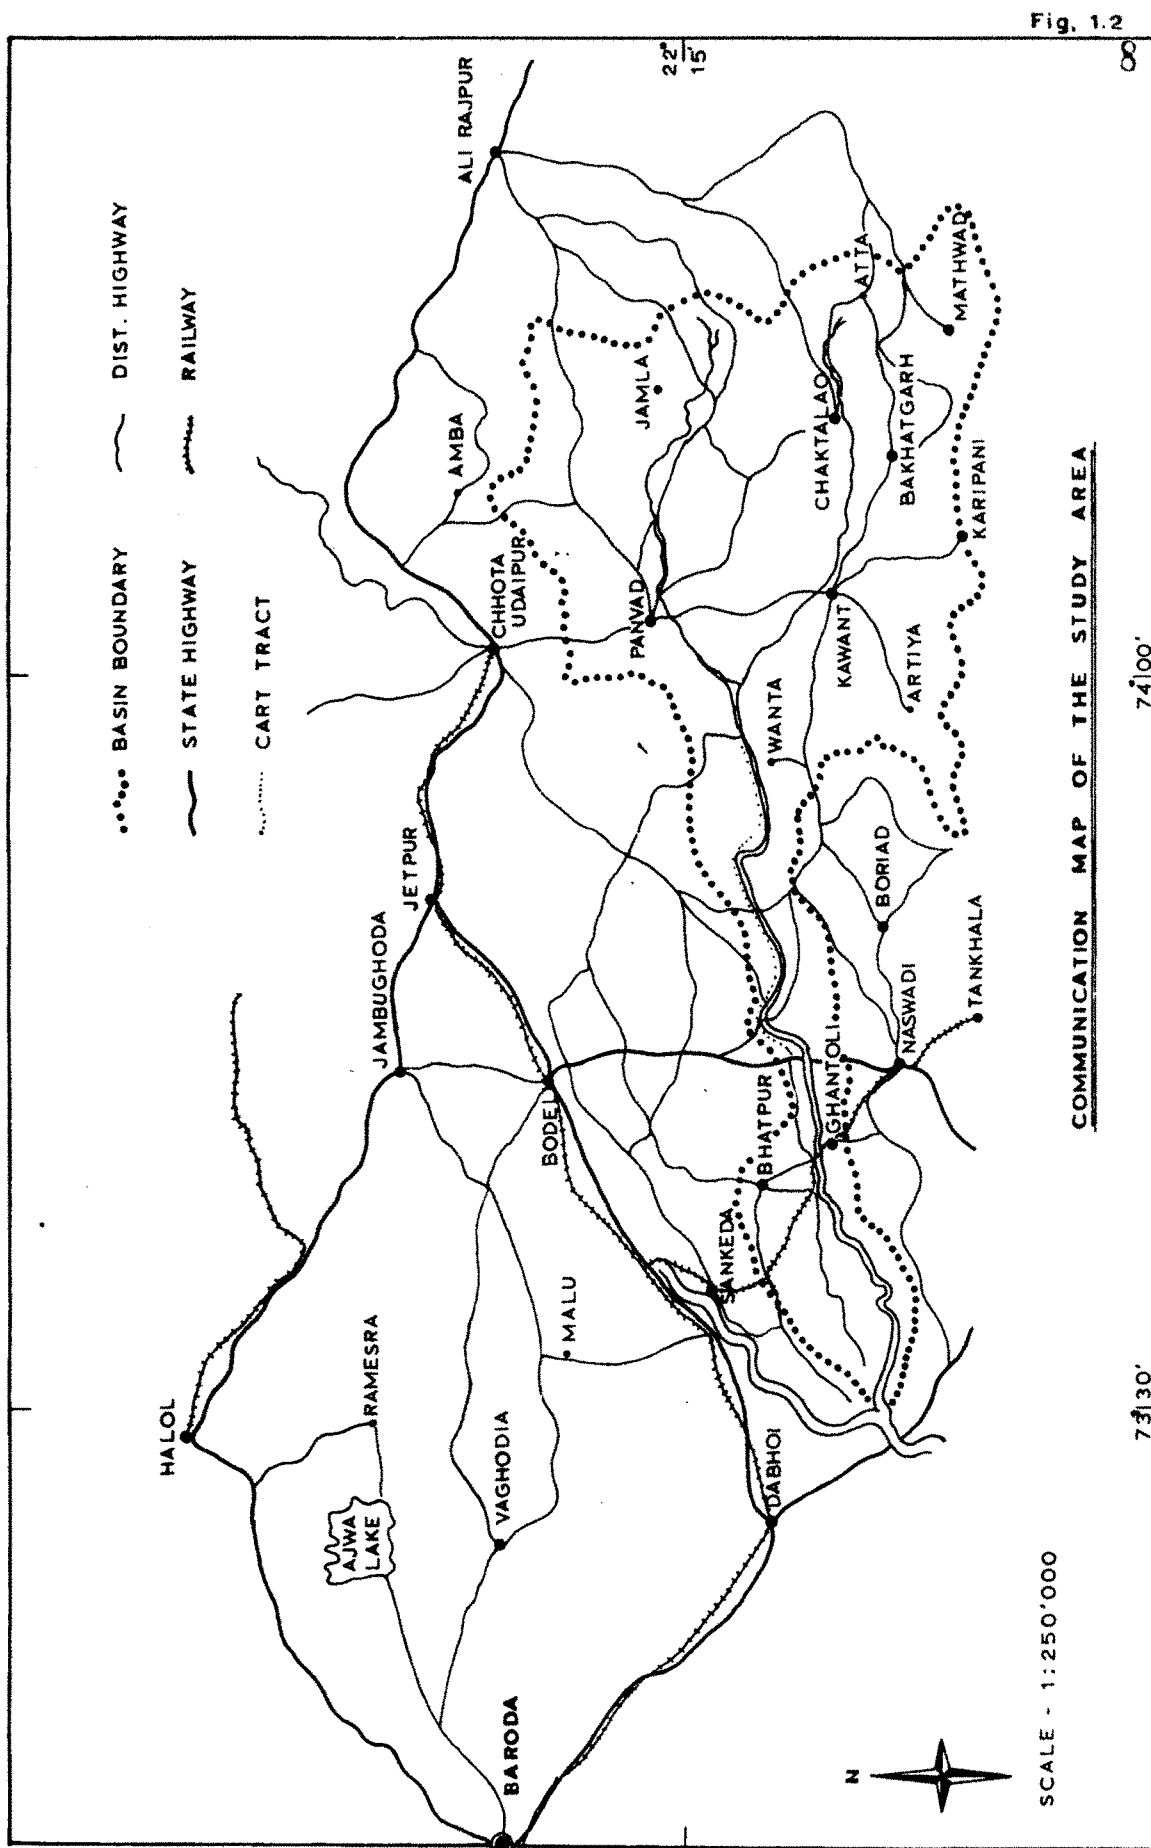 Fig. 1.2
8
BASIN BOUNDARY
DIST. HIGHWAY
STATE HIGHWAY
RAILWAY
CART TRACT
HALOL
AJWA
LAKE
RAMESRA
BARODA
VAGHODIA
MALU
DABHOI
JAMBUGHODA
JETPUR
BODELI
SANKEDA
BHATPUR
GHANTOLI
NASWADI
TANKHALA
BORIAD
CHHOTA
UDAIPUR
AMBA
ALI RAJPUR
PANVAD
JAMLA
WANTA
KAWANT
ARTIYA
CHAKTALAO
BAKHATGARH
KARIPANI
ATTA
MATHWAD
22°
15'
73°30'
74°00'
N
SCALE - 1:250'000
COMMUNICATION MAP OF THE STUDY AREA